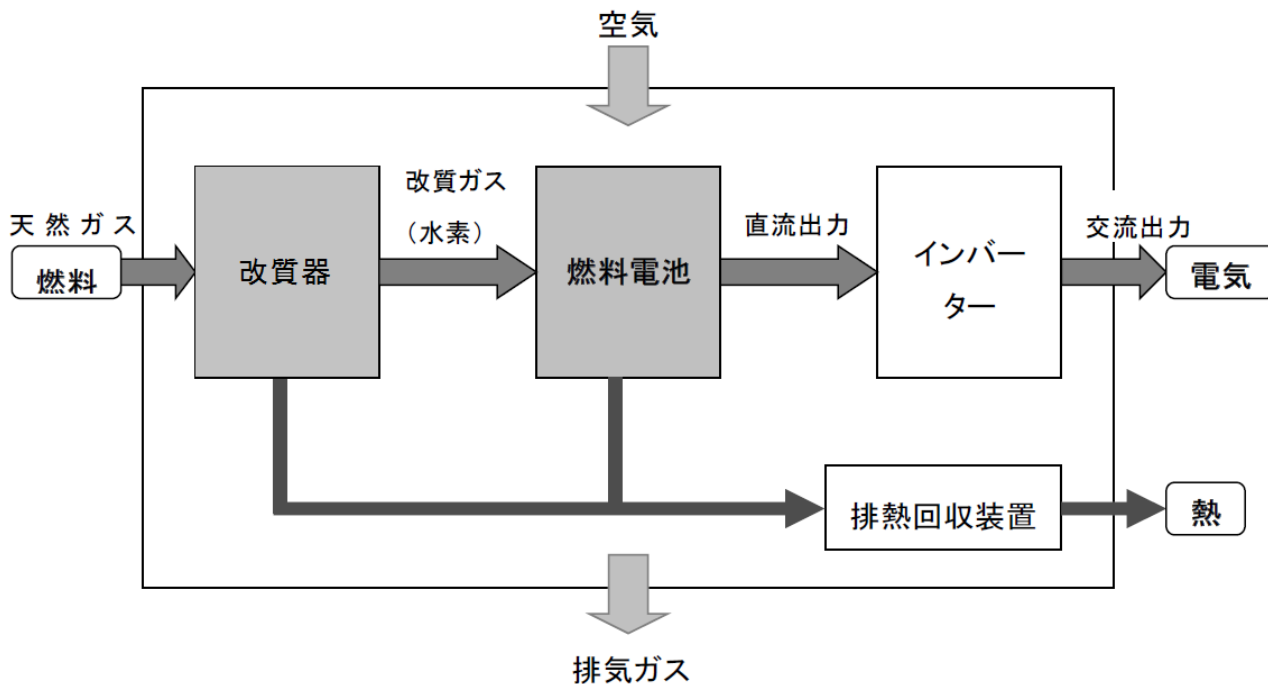 空気
天然ガス
燃料
改質器
改質ガス
（水素）
燃料電池
直流出力
インバー
ター
交流出力
電気
排熱回収装置
熱
排気ガス